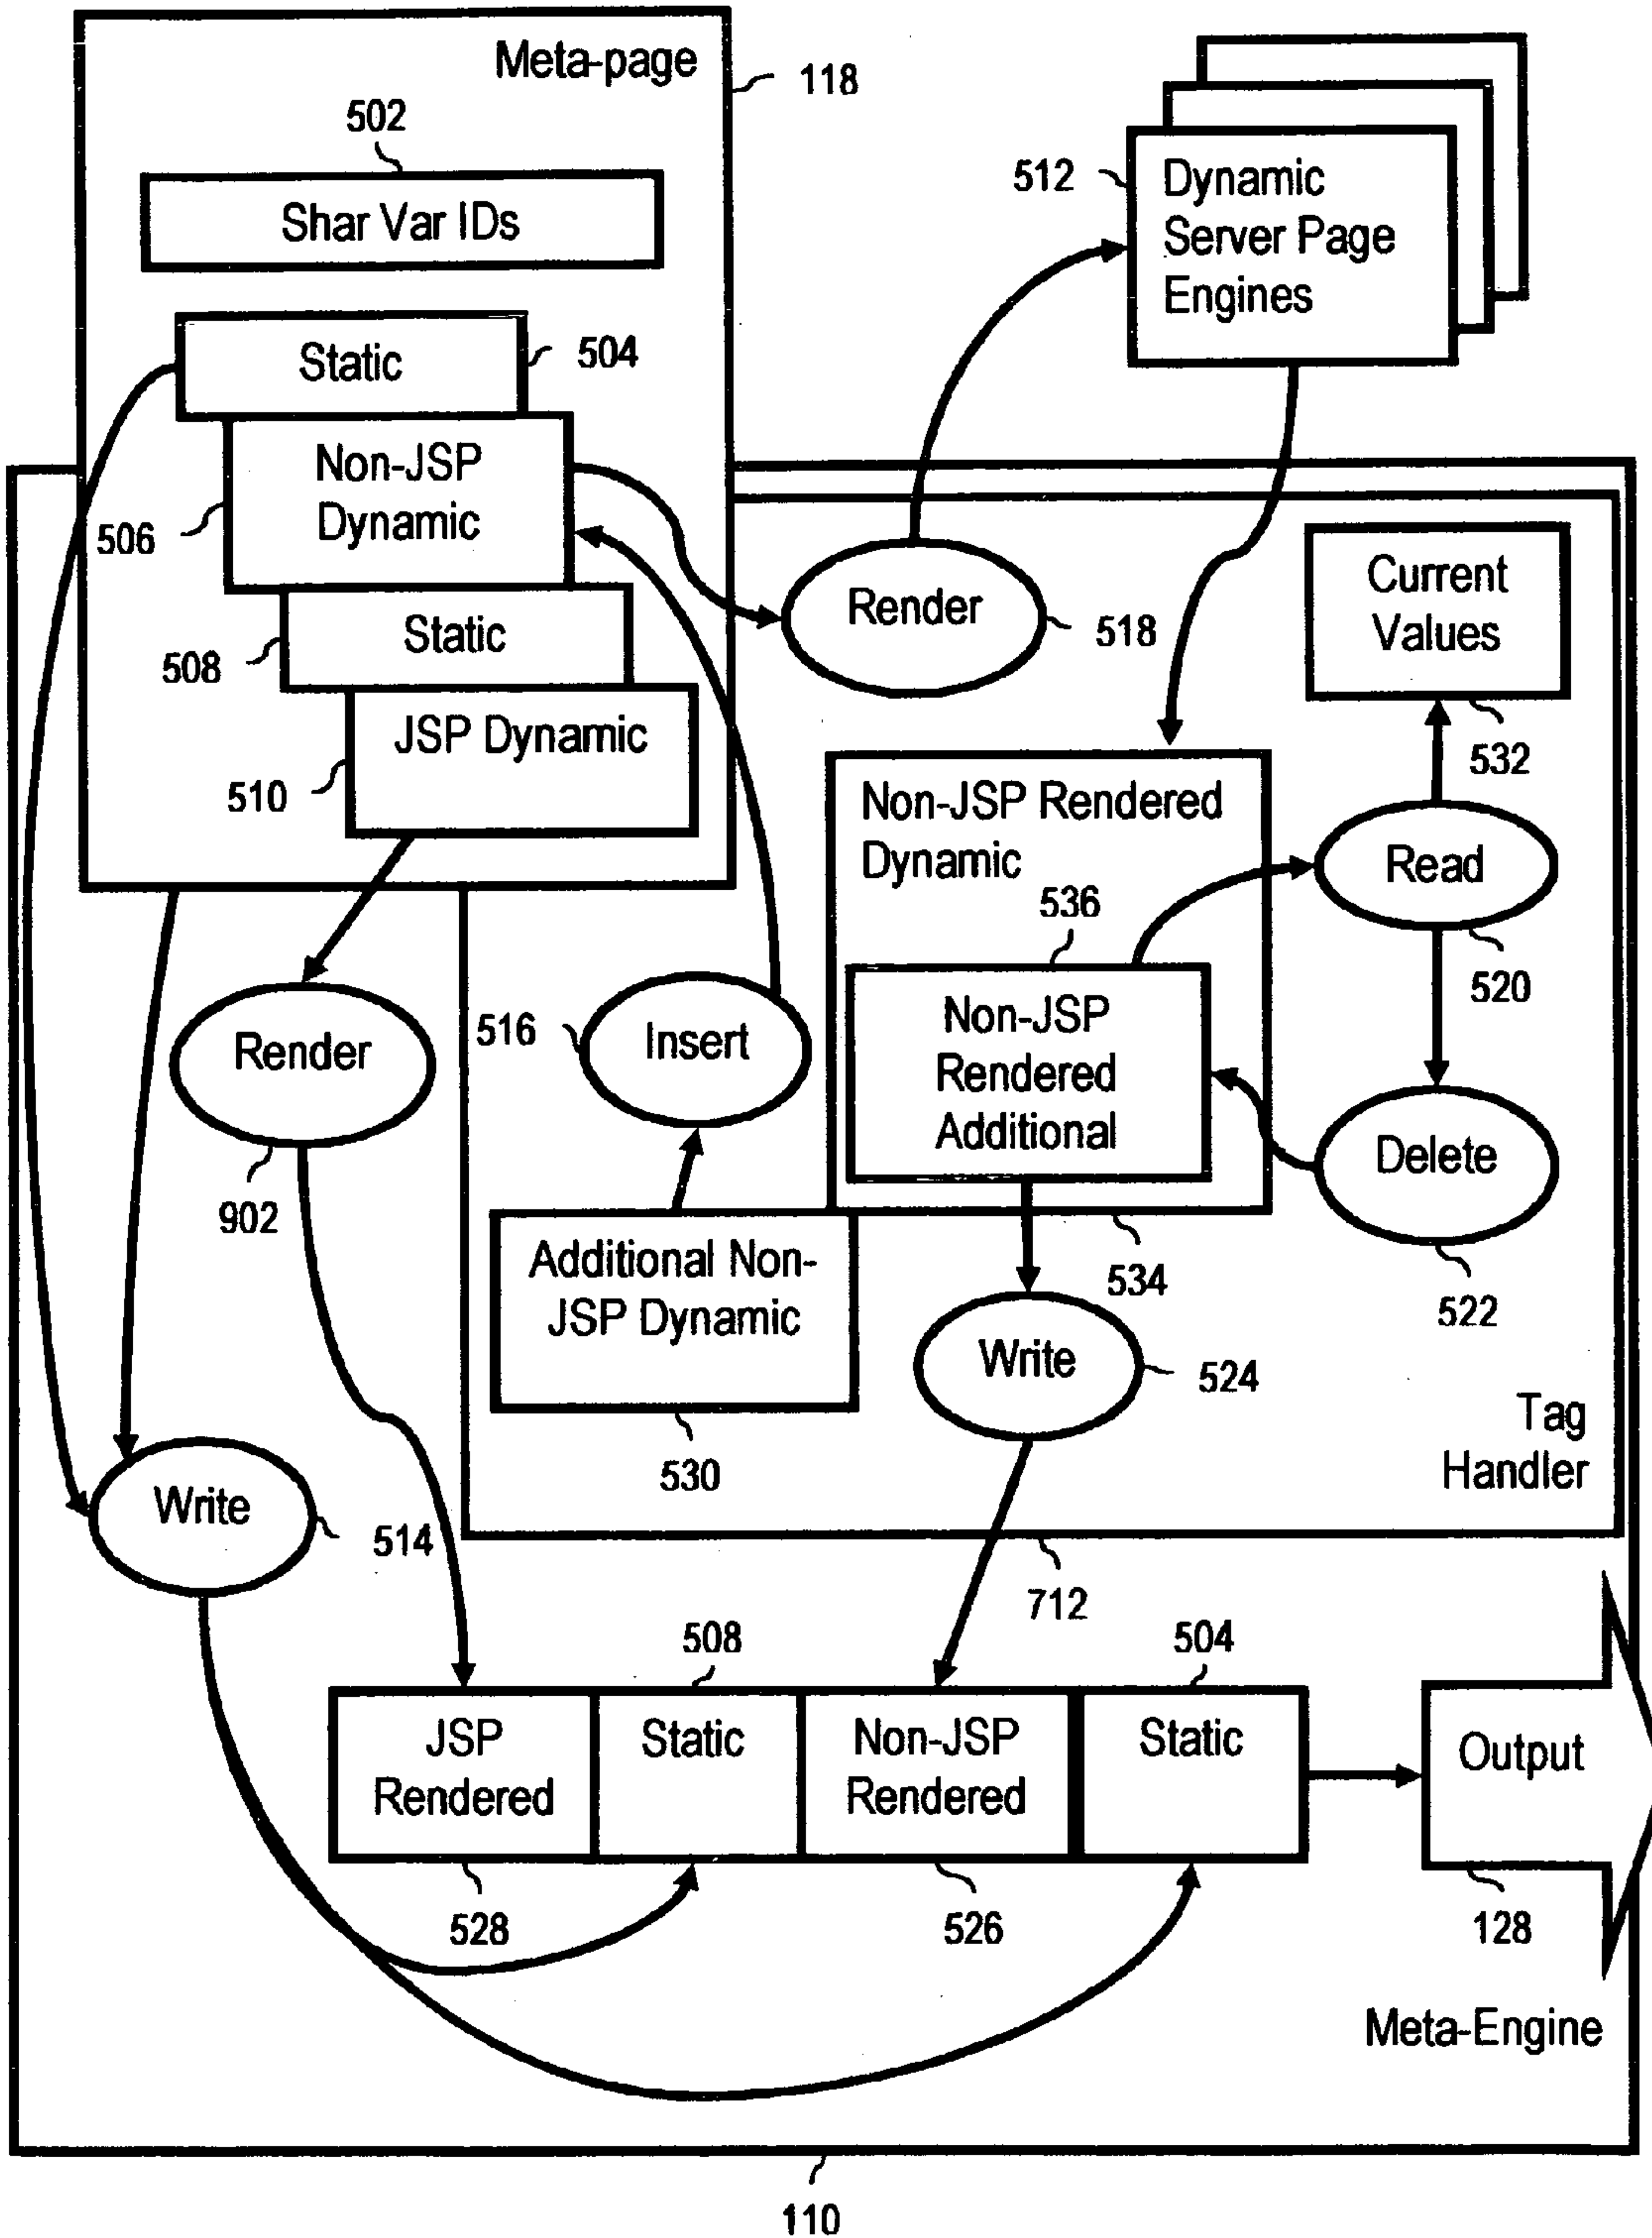 Meta-page
118
502
Shar Var IDs
512
Dynamic
Server Page
Engines
Static
504
Non-JSP
Dynamic
506
Static
508
JSP Dynamic
510
Render
518
Current
Values
532
Non-JSP Rendered
Dynamic
536
Read
520
Non-JSP
Rendered
Additional
Render
902
516
Insert
Delete
522
534
Additional Non-
JSP Dynamic
530
Write
524
Tag
Handler
712
Write
514
508
504
JSP
Rendered
Static
Non-JSP
Rendered
Static
Output
528
526
128
Meta-Engine
110